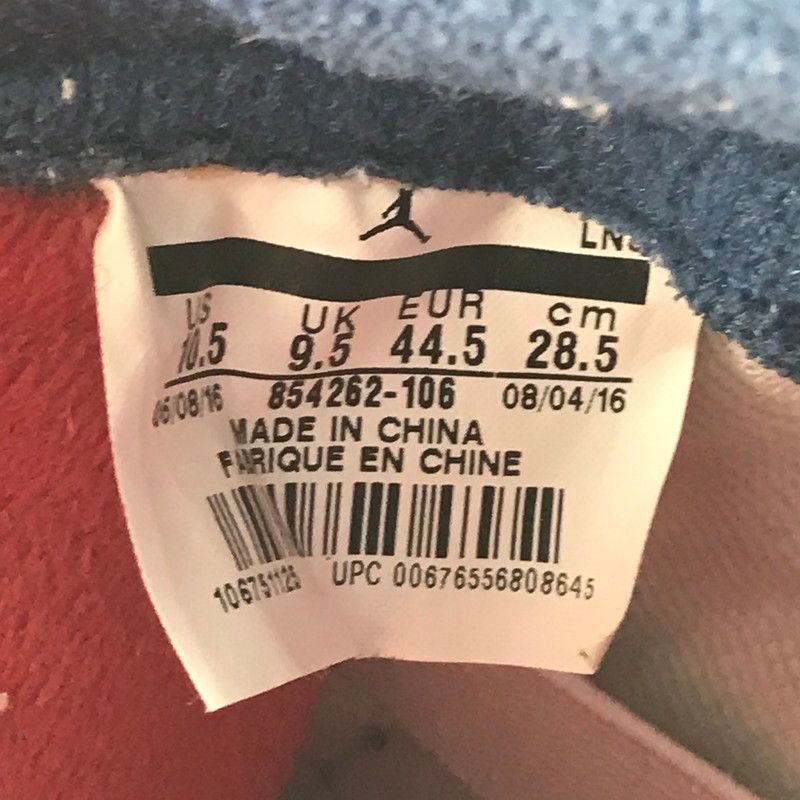 US UK EUR cm
10.5 9.5 44.5 28.5
06/08/16 854262-106 08/04/16
MADE IN CHINA
FABRIQUE EN CHINE
106751125 UPC 00676556808645